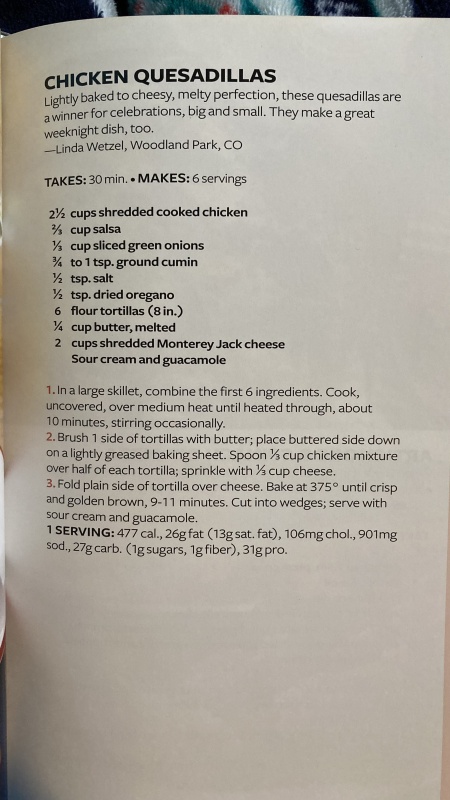 CHICKEN QUESADILLAS
Lightly baked to cheesy, melty perfection, these quesadillas are
a winner for celebrations, big and small. They make a great
weeknight dish, too.
—Linda Wetzel, Woodland Park, CO
TAKES: 30 min. • MAKES: 6 servings
2½ cups shredded cooked chicken
⅔ cup salsa
⅓ cup sliced green onions
¾ to 1 tsp. ground cumin
½ tsp. salt
½ tsp. dried oregano
6 flour tortillas (8 in.)
¼ cup butter, melted
2 cups shredded Monterey Jack cheese
Sour cream and guacamole
1. In a large skillet, combine the first 6 ingredients. Cook,
uncovered, over medium heat until heated through, about
10 minutes, stirring occasionally.
2. Brush 1 side of tortillas with butter; place buttered side down
on a lightly greased baking sheet. Spoon ⅓ cup chicken mixture
over half of each tortilla; sprinkle with ⅓ cup cheese.
3. Fold plain side of tortilla over cheese. Bake at 375° until crisp
and golden brown, 9-11 minutes. Cut into wedges; serve with
sour cream and guacamole.
1 SERVING: 477 cal., 26g fat (13g sat. fat), 106mg chol., 901mg
sod., 27g carb. (1g sugars, 1g fiber), 31g pro.